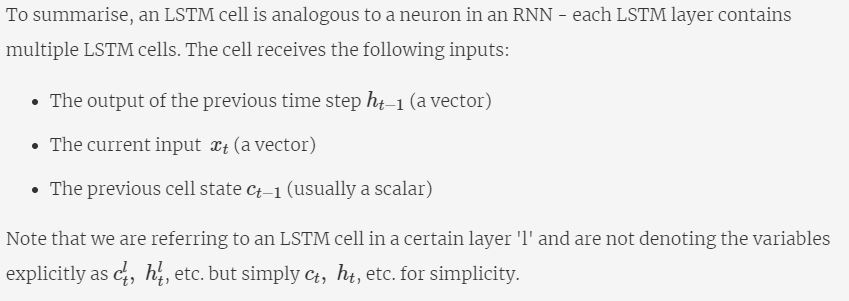 To summarise, an LSTM cell is analogous to a neuron in an RNN - each LSTM layer contains
multiple LSTM cells. The cell receives the following inputs:
• The output of the previous time step h_{t−1} (a vector)
• The current input x_t (a vector)
• The previous cell state c_{t−1} (usually a scalar)
Note that we are referring to an LSTM cell in a certain layer 'l' and are not denoting the variables
explicitly as c_t^l, h_t^l, etc. but simply c_t, h_t, etc. for simplicity.